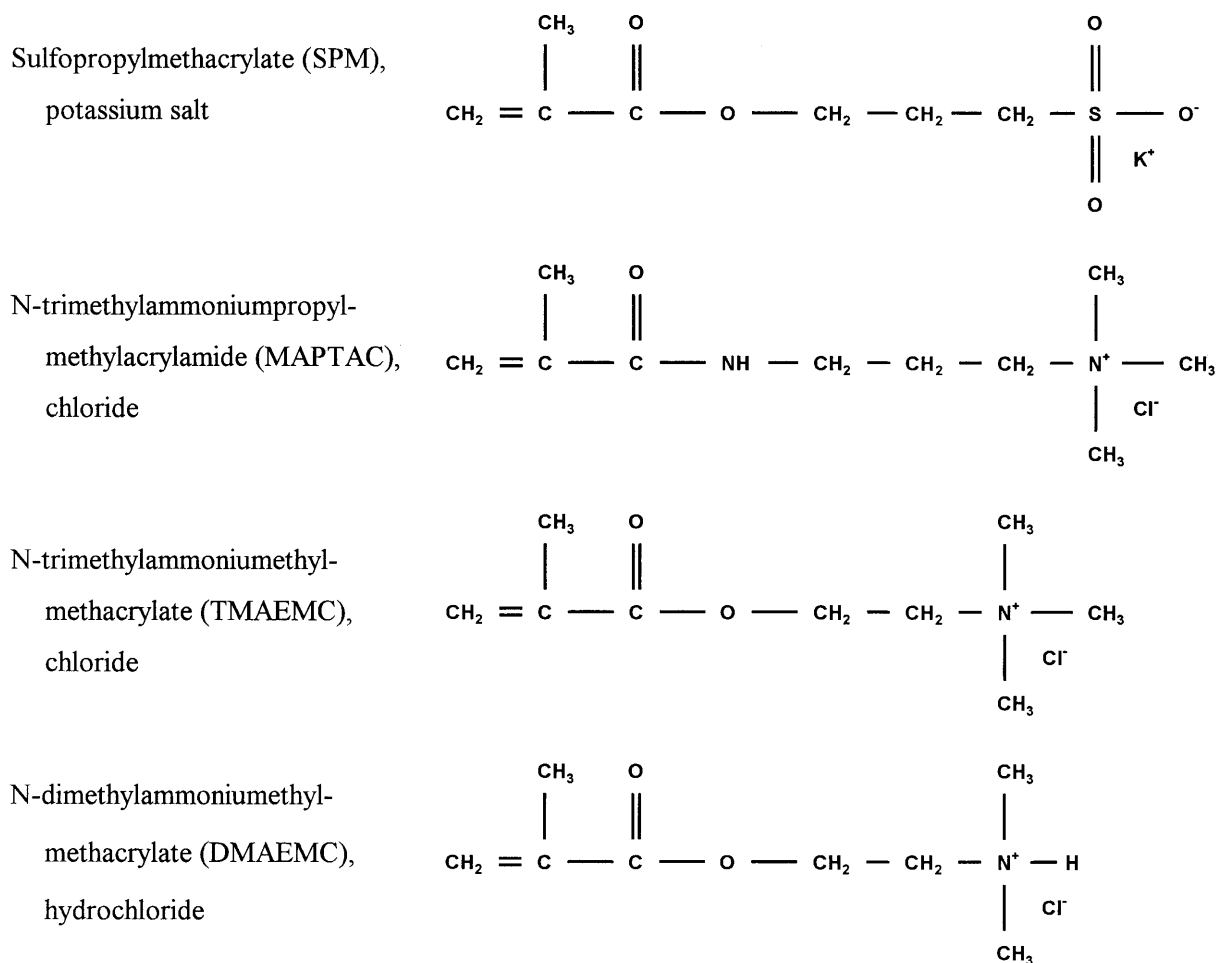 CH₃ O O
Sulfopropylmethacrylate (SPM),
potassium salt
CH₂ = C — C — O — CH₂ — CH₂ — CH₂ — S — O⁻
K⁺
O
CH₃ O CH₃
N-trimethylammoniumpropyl-
methylacrylamide (MAPTAC),
CH₂ = C — C — NH — CH₂ — CH₂ — CH₂ — N⁺ — CH₃
chloride
Cl⁻
CH₃
CH₃ O CH₃
N-trimethylammoniumethyl-
methacrylate (TMAEMC),
CH₂ = C — C — O — CH₂ — CH₂ — N⁺ — CH₃
chloride
Cl⁻
CH₃
CH₃ O CH₃
N-dimethylammoniumethyl-
methacrylate (DMAEMC),
CH₂ = C — C — O — CH₂ — CH₂ — N⁺ — H
hydrochloride
Cl⁻
CH₃